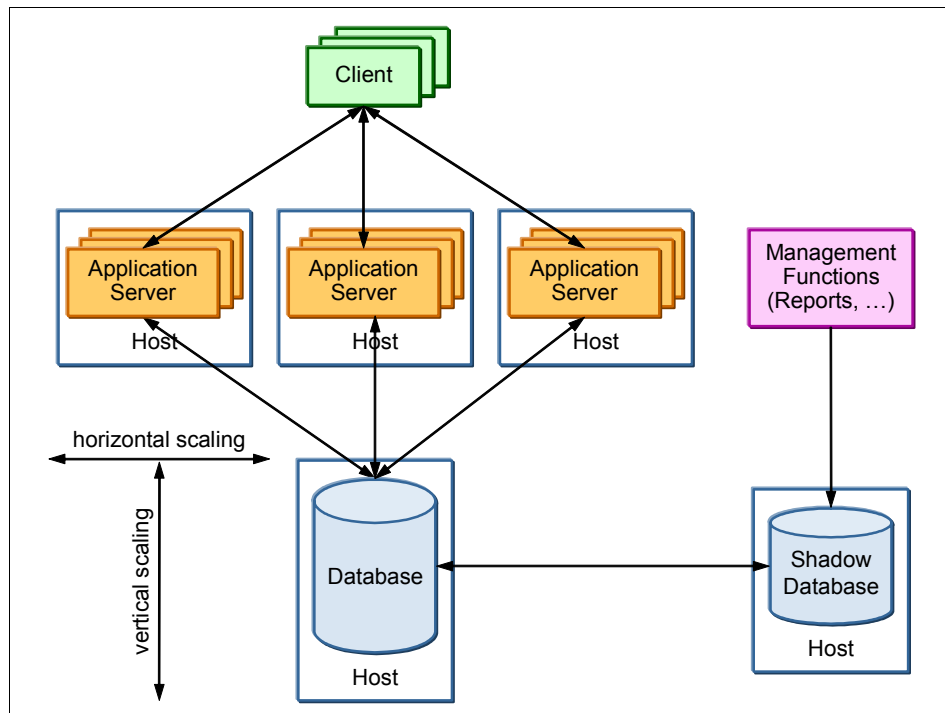 Client
Application
Server
Host
Application
Server
Host
Application
Server
Host
Management
Functions
(Reports, …)
horizontal scaling
vertical scaling
Database
Host
Shadow
Database
Host